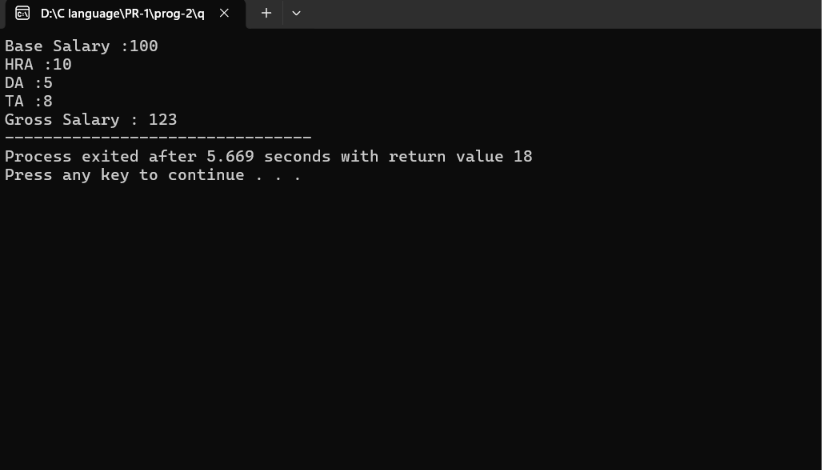 D:\C language\PR-1\prog-2\q
Base Salary :100
HRA :10
DA :5
TA :8
Gross Salary : 123
--------------------------------
Process exited after 5.669 seconds with return value 18
Press any key to continue . . .